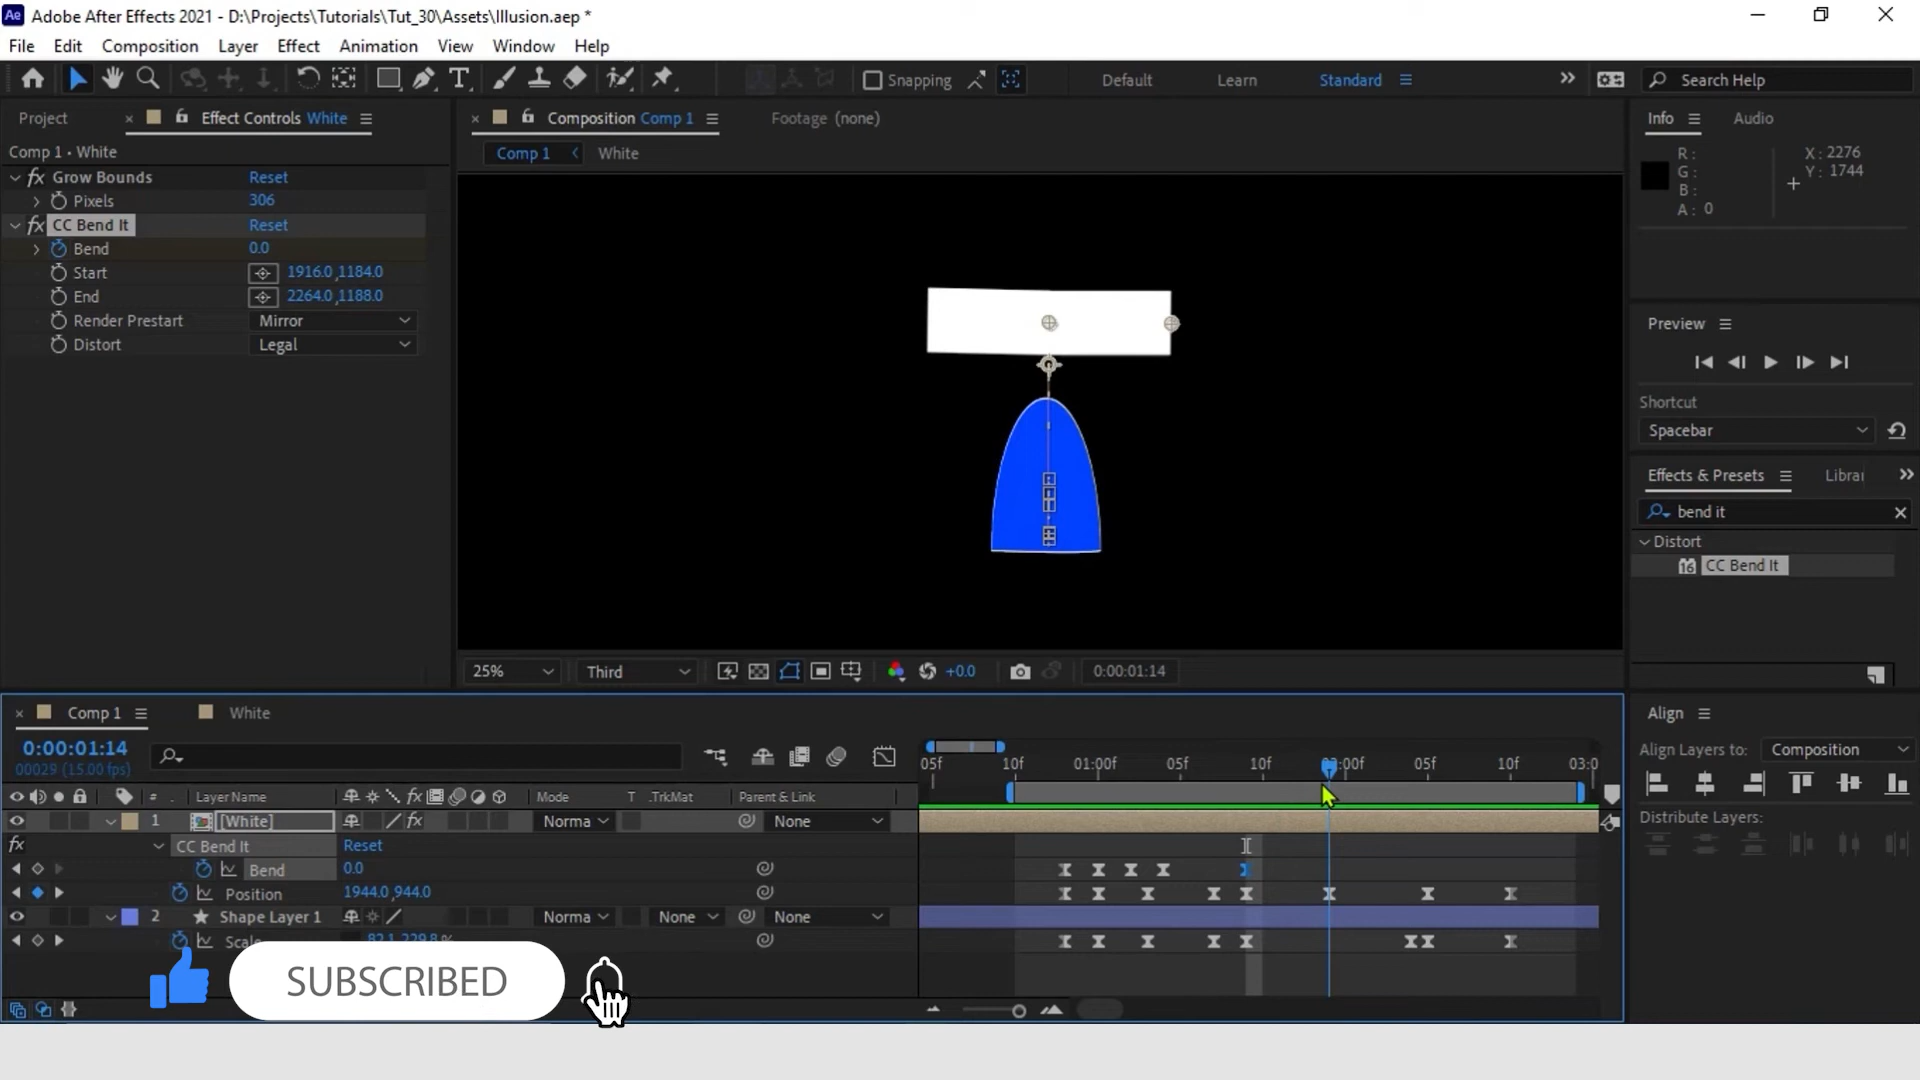 Ae Adobe After Effects 2021 - D:\Projects\Tutorials\Tut_30\Assets\Illusion.aep *
File Edit Composition Layer Effect Animation View Window Help
Snapping Default Learn Standard Search Help
Project Effect Controls White Composition Comp 1 Footage (none) Info Audio
Comp 1 • White
Comp 1 White
R: X: 2276
G: Y: 1744
B:
A: 0
fx Grow Bounds Reset
Pixels 306
fx CC Bend It Reset
Bend 0.0
Start 1916.0,1184.0
End 2264.0,1188.0
Render Prestart Mirror
Distort Legal
Preview
Shortcut
Spacebar
Effects & Presets Librar
bend it
Distort
16 CC Bend It
25% Third +0.0 0:00:01:14
Comp 1 White
Align
0:00:01:14
00029 (15.00 fps)
05f 10f 01:00f 05f 10f 05f 10f 03:0
Align Layers to: Composition
# Layer Name fx Mode T .TrkMat Parent & Link
1 [White] fx Norma None
Distribute Layers:
fx CC Bend It Reset
Bend 0.0
Position 1944.0,944.0
2 Shape Layer 1 Norma None None
Scale 82.1,229.8%
SUBSCRIBED